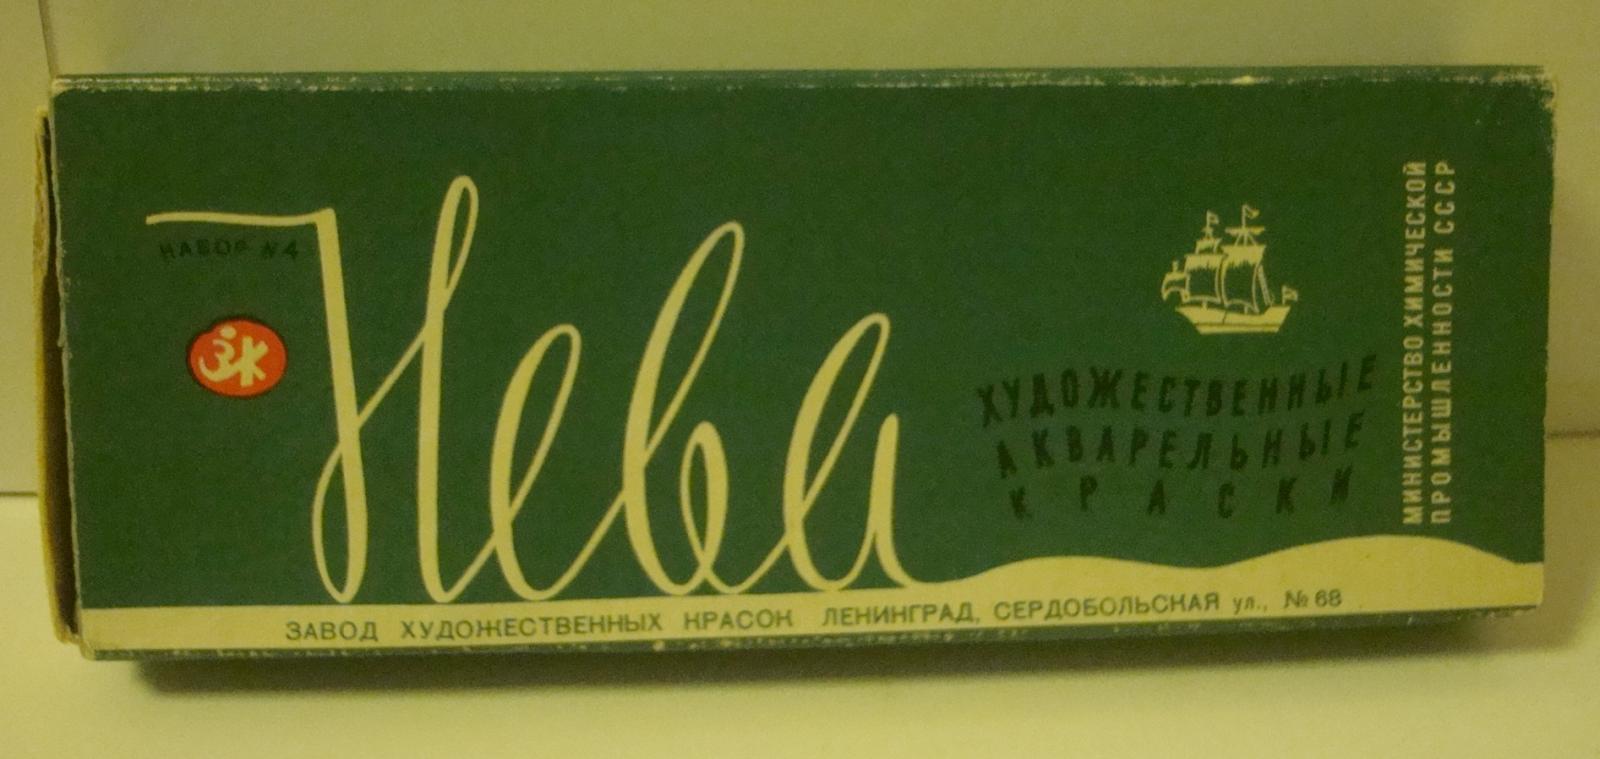 НАБОР №4
ЗК
Нева
ХУДОЖЕСТВЕННЫЕ
АКВАРЕЛЬНЫЕ
КРАСКИ
МИНИСТЕРСТВО ХИМИЧЕСКОЙ
ПРОМЫШЛЕННОСТИ СССР
ЗАВОД ХУДОЖЕСТВЕННЫХ КРАСОК ЛЕНИНГРАД, СЕРДОБОЛЬСКАЯ ул., № 68